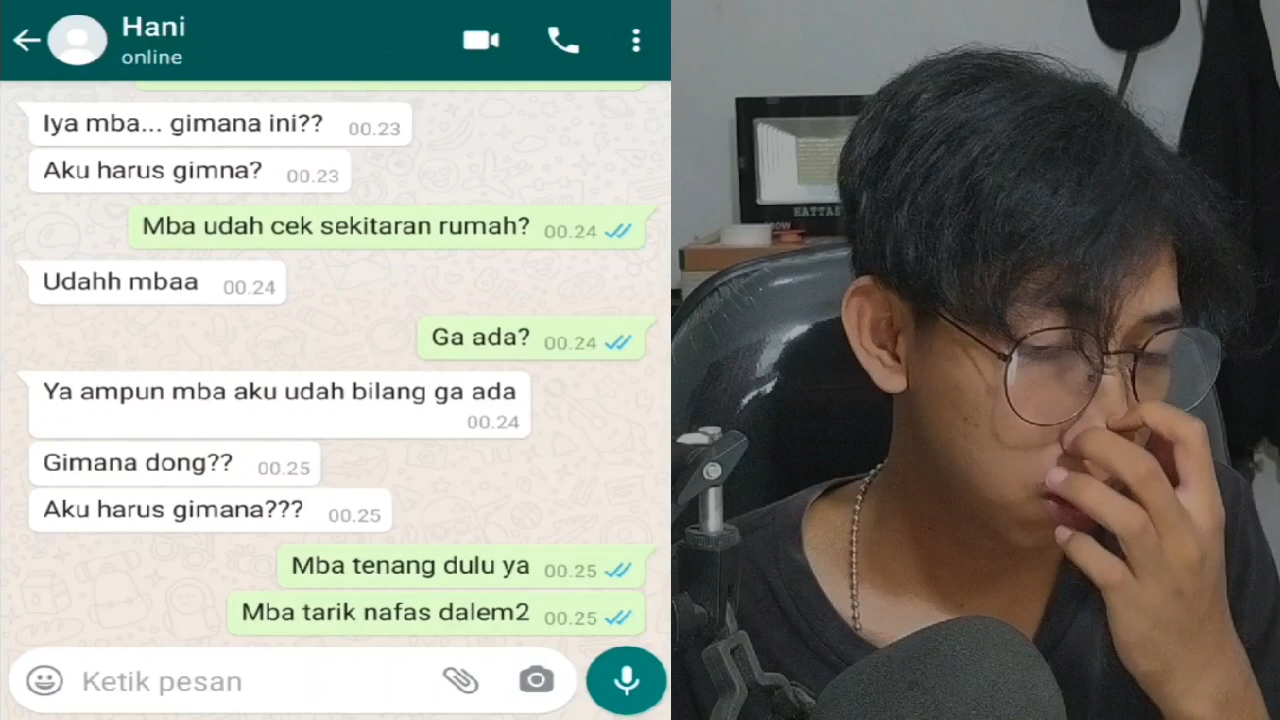 Hani
online
Iya mba... gimana ini?? 00.23
Aku harus gimna? 00.23
Mba udah cek sekitaran rumah? 00.24
Udahh mbaa 00.24
Ga ada? 00.24
Ya ampun mba aku udah bilang ga ada
00.24
Gimana dong?? 00.25
Aku harus gimana??? 00.25
Mba tenang dulu ya 00.25
Mba tarik nafas dalem2 00.25
Ketik pesan